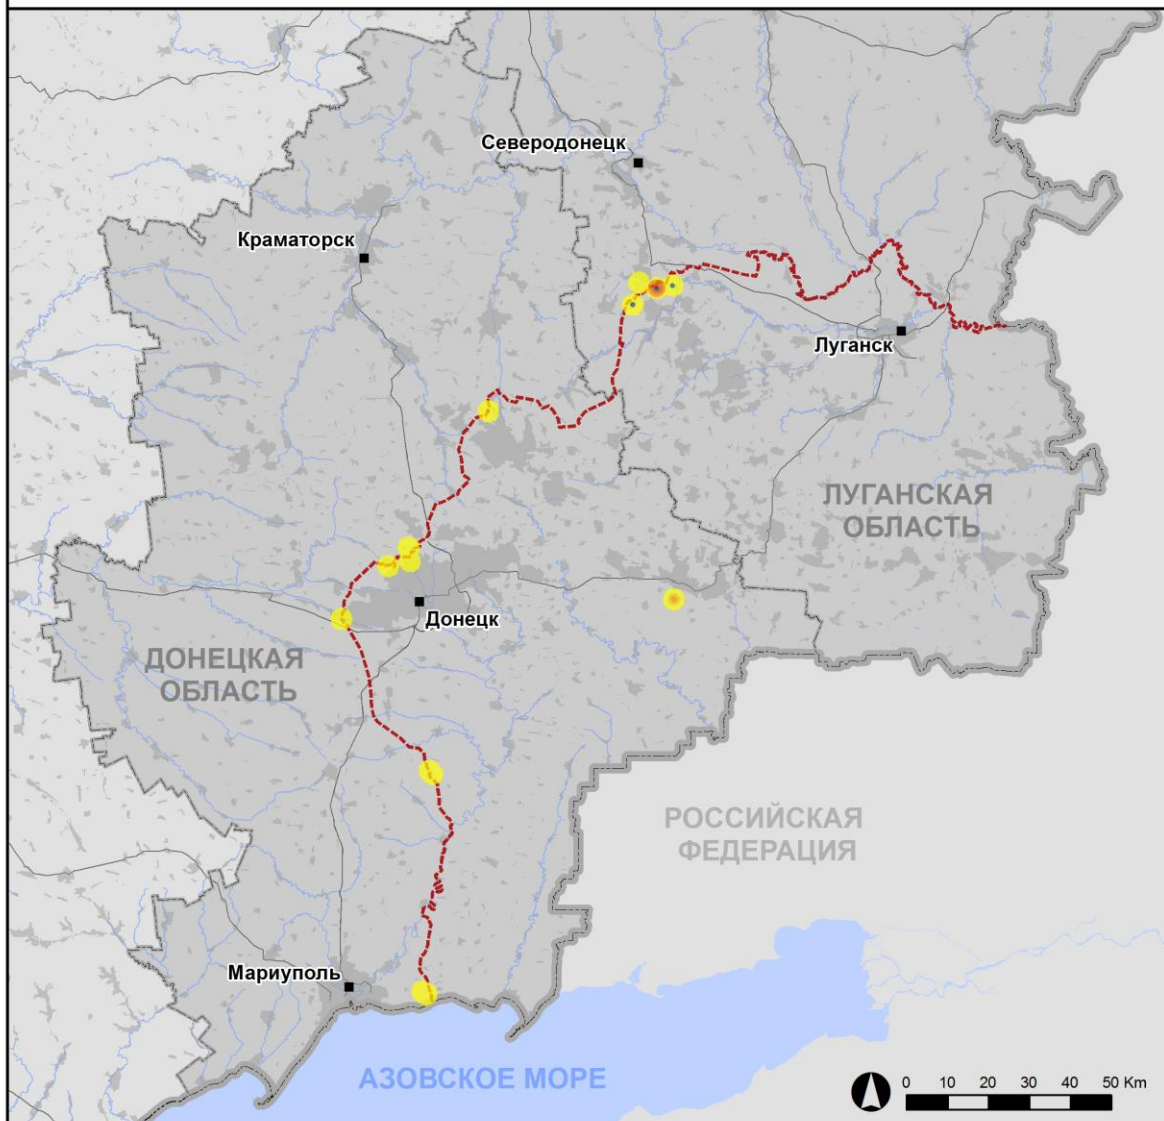 Северодонецк
Краматорск
Луганск
ЛУГАНСКАЯ
ОБЛАСТЬ
Донецк
ДОНЕЦКАЯ
ОБЛАСТЬ
РОССИЙСКАЯ
ФЕДЕРАЦИЯ
Мариуполь
АЗОВСКОЕ МОРЕ
0 10 20 30 40 50 Km